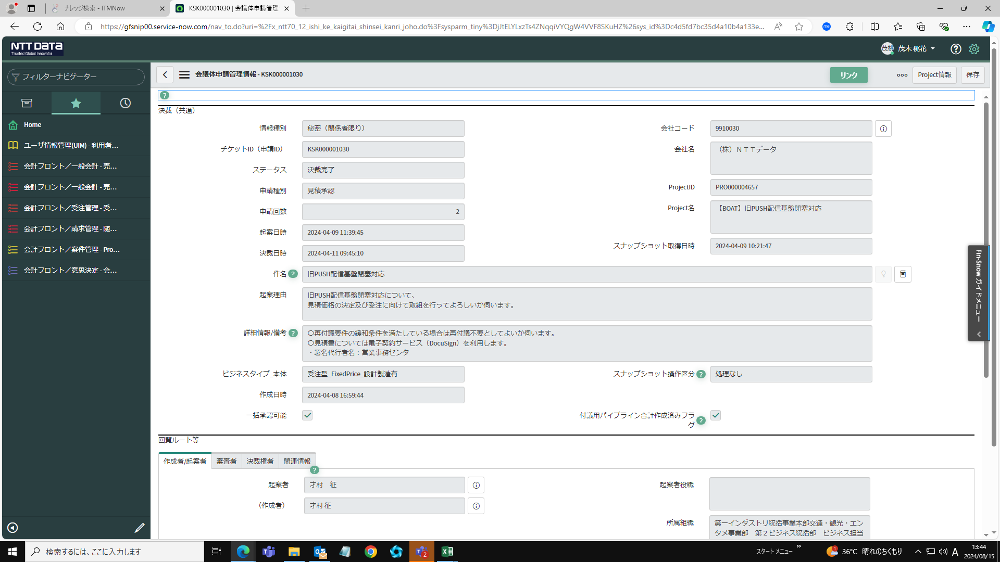 ナレッジ検索 - ITMNow
KSK000001030 | 会議体申請管理
https://gfsnip00.service-now.com/nav_to.do?uri=%2Fx_ntt70_12_ishi_ke_kaigitai_shinsei_kanri_joho.do%3Fsysparm_tiny%3DjJtELYLxzTs4ZNqqiVYQgW4VVF8SKuHZ%26sys_id%3Dc4d5fd7bc35d4a10b4a133e...
NTT DATA
Trusted Global Innovator
茂桃 茂木 桃花
フィルターナビゲーター
会議体申請管理情報 - KSK000001030
リンク
Project情報
保存
Home
ユーザ情報管理(UIM) - 利用者...
会計フロント／一般会計 - 売...
会計フロント／一般会計 - 売...
会計フロント／受注管理 - 受...
会計フロント／請求管理 - 随...
会計フロント／案件管理 - Pro...
会計フロント／意思決定 - 会...
決裁（共通）
情報種別 秘密（関係者限り）
会社コード 9910030
チケットID（申請ID） KSK000001030
会社名 （株）ＮＴＴデータ
ステータス 決裁完了
申請種別 見積承認
ProjectID PRO000004657
申請回数 2
Project名 【BOAT】旧PUSH配信基盤閉塞対応
起案日時 2024-04-09 11:39:45
スナップショット取得日時 2024-04-09 10:21:47
決裁日時 2024-04-11 09:45:10
件名 旧PUSH配信基盤閉塞対応
起案理由 旧PUSH配信基盤閉塞対応について、
見積価格の決定及び受注に向けて取組を行ってよろしいか伺います。
詳細情報/備考 〇再付議要件の緩和条件を満たしている場合は再付議不要としてよいか伺います。
〇見積書については電子契約サービス（DocuSign）を利用します。
・署名代行者名：営業事務センタ
ビジネスタイプ_本体 受注型_FixedPrice_設計製造有
スナップショット操作区分 処理なし
作成日時 2024-04-08 16:59:44
一括承認可能
付議用パイプライン合計作成済みフラ
グ
回覧ルート等
作成者/起案者 審査者 決裁権者 関連情報
起案者 才村　征
起案者役職
（作成者） 才村 征
所属組織 第一インダストリ統括事業本部交通・観光・エン
タメ事業部　第２ビジネス統括部　ビジネス担当
Fin-Snow ガイドメニュー
検索するには、ここに入力します
スタート メニュー
36°C 晴れのちくもり
A
13:44
2024/08/15